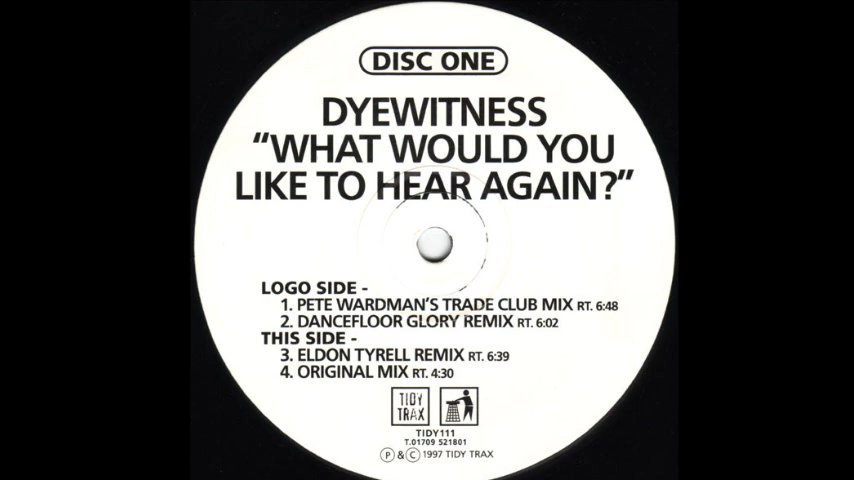 DISC ONE
DYEWITNESS
"WHAT WOULD YOU
LIKE TO HEAR AGAIN?"
LOGO SIDE -
1. PETE WARDMAN'S TRADE CLUB MIX RT. 6:48
2. DANCEFLOOR GLORY REMIX RT. 6:02
THIS SIDE -
3. ELDON TYRELL REMIX RT. 6:39
4. ORIGINAL MIX RT. 4:30
TIDY
TRAX
TIDY111
T.01709 521801
Ⓟ & Ⓒ 1997 TIDY TRAX